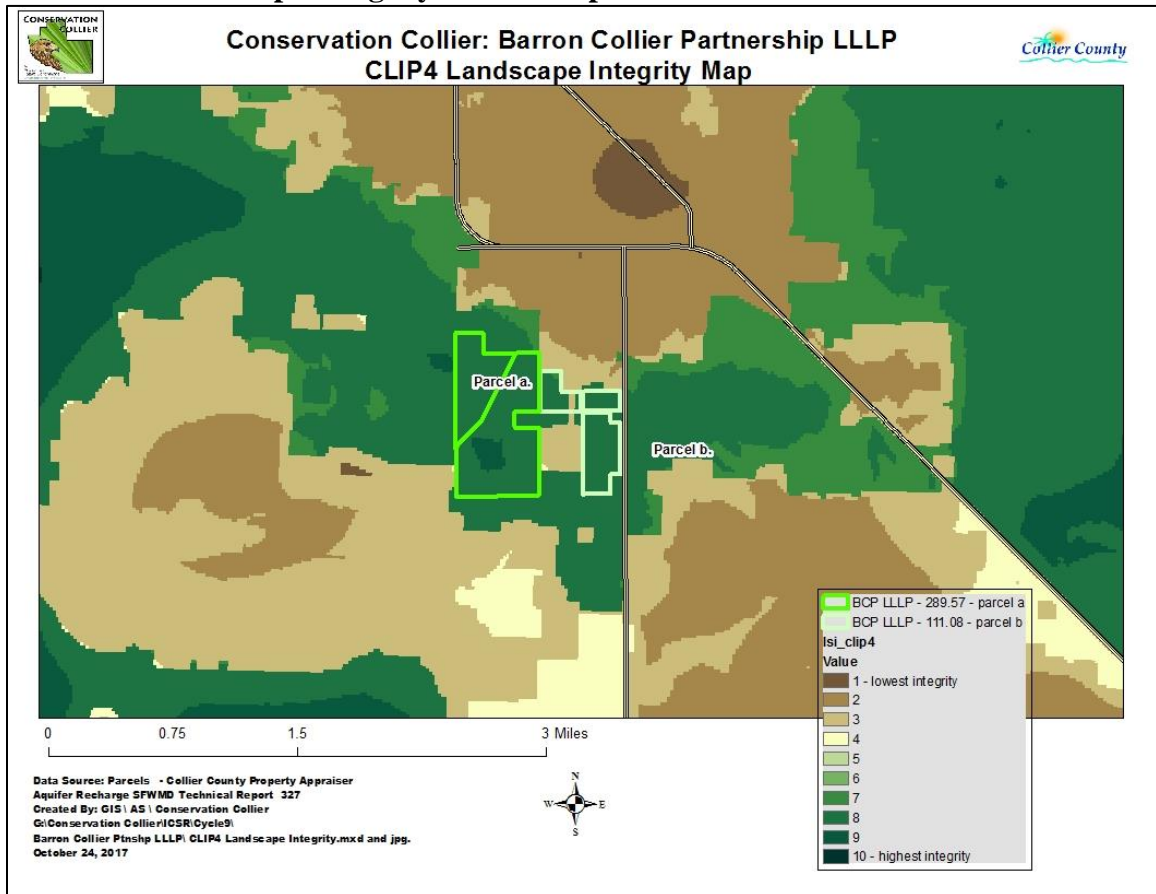 CONSERVATION
COLLIER
Conservation Collier: Barron Collier Partnership LLLP
CLIP4 Landscape Integrity Map
Collier County
Parcel a.
Parcel b.
BCP LLLP - 289.57 - parcel a
BCP LLLP - 111.08 - parcel b
lsi_clip4
Value
1 - lowest integrity
2
3
4
5
6
7
8
9
10 - highest integrity
0 0.75 1.5 3 Miles
Data Source: Parcels - Collier County Property Appraiser
Aquifer Recharge SFWMD Technical Report 327
Created By: GIS \ AS \ Conservation Collier
G:\Conservation Collier\ICSR\Cycle9\
Barron Collier Ptnshp LLLP\ CLIP4 Landscape Integrity.mxd and jpg.
October 24, 2017
N
W E
S